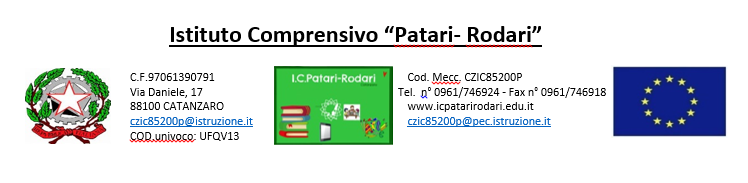 Istituto Comprensivo “Patari- Rodari”
C.F.97061390791
Via Daniele, 17
88100 CATANZARO
czic85200p@istruzione.it
COD.univoco: UFQV13
I.C.Patari-Rodari
Cod. Mecc. CZIC85200P
Tel. n° 0961/746924 - Fax n° 0961/746918
www.icpatarirodari.edu.it
czic85200p@pec.istruzione.it